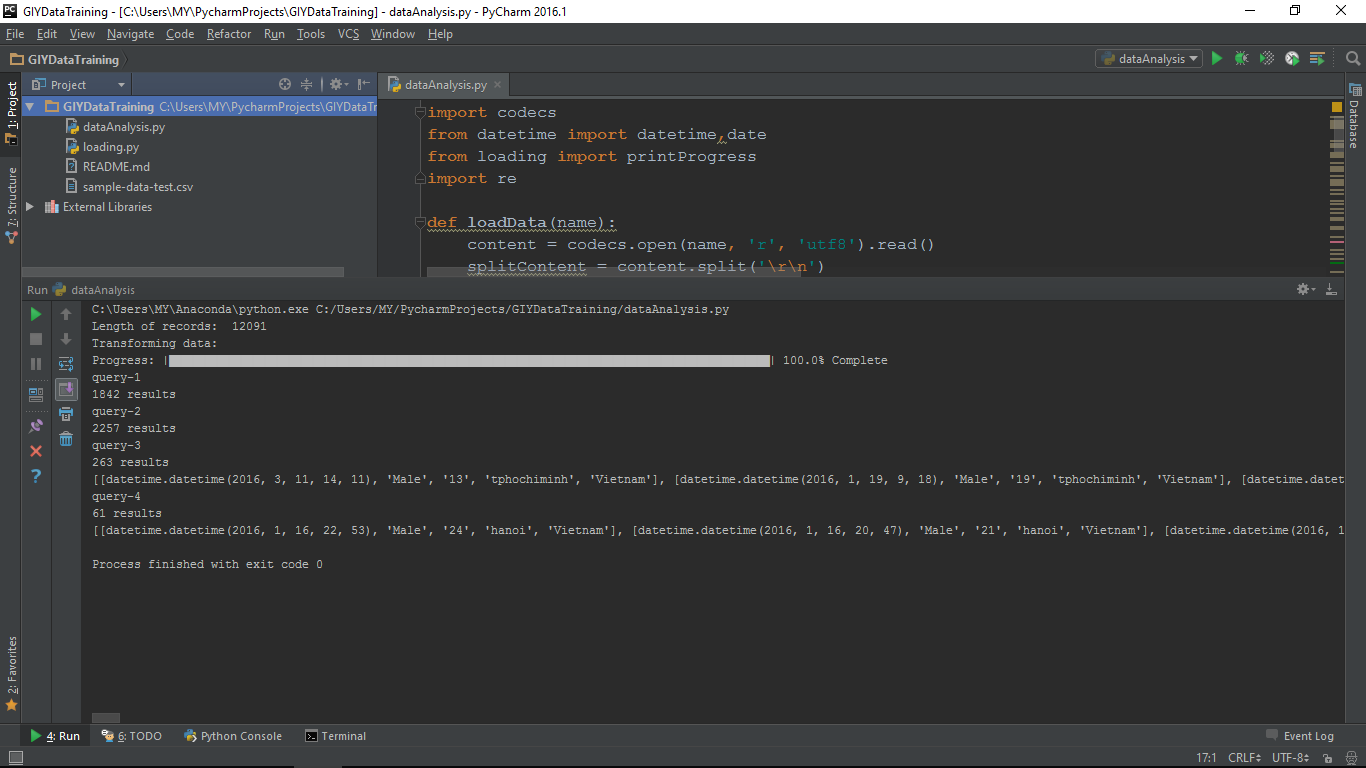 GIYDataTraining - [C:\Users\MY\PycharmProjects\GIYDataTraining] - dataAnalysis.py - PyCharm 2016.1
File Edit View Navigate Code Refactor Run Tools VCS Window Help
GIYDataTraining
dataAnalysis
1: Project
7: Structure
2: Favorites
Project
GIYDataTraining C:\Users\MY\PycharmProjects\GIYDataTr
dataAnalysis.py
loading.py
README.md
sample-data-test.csv
External Libraries
dataAnalysis.py
import codecs
from datetime import datetime,date
from loading import printProgress
import re
def loadData(name):
content = codecs.open(name, 'r', 'utf8').read()
splitContent = content.split('\r\n')
Database
Run dataAnalysis
C:\Users\MY\Anaconda\python.exe C:/Users/MY/PycharmProjects/GIYDataTraining/dataAnalysis.py
Length of records:  12091
Transforming data:
Progress: | | 100.0% Complete
query-1
1842 results
query-2
2257 results
query-3
263 results
[[datetime.datetime(2016, 3, 11, 14, 11), 'Male', '13', 'tphochiminh', 'Vietnam'], [datetime.datetime(2016, 1, 19, 9, 18), 'Male', '19', 'tphochiminh', 'Vietnam'], [datetime.datet
query-4
61 results
[[datetime.datetime(2016, 1, 16, 22, 53), 'Male', '24', 'hanoi', 'Vietnam'], [datetime.datetime(2016, 1, 16, 20, 47), 'Male', '21', 'hanoi', 'Vietnam'], [datetime.datetime(2016, 1
Process finished with exit code 0
4: Run 6: TODO Python Console Terminal Event Log
17:1 CRLF UTF-8